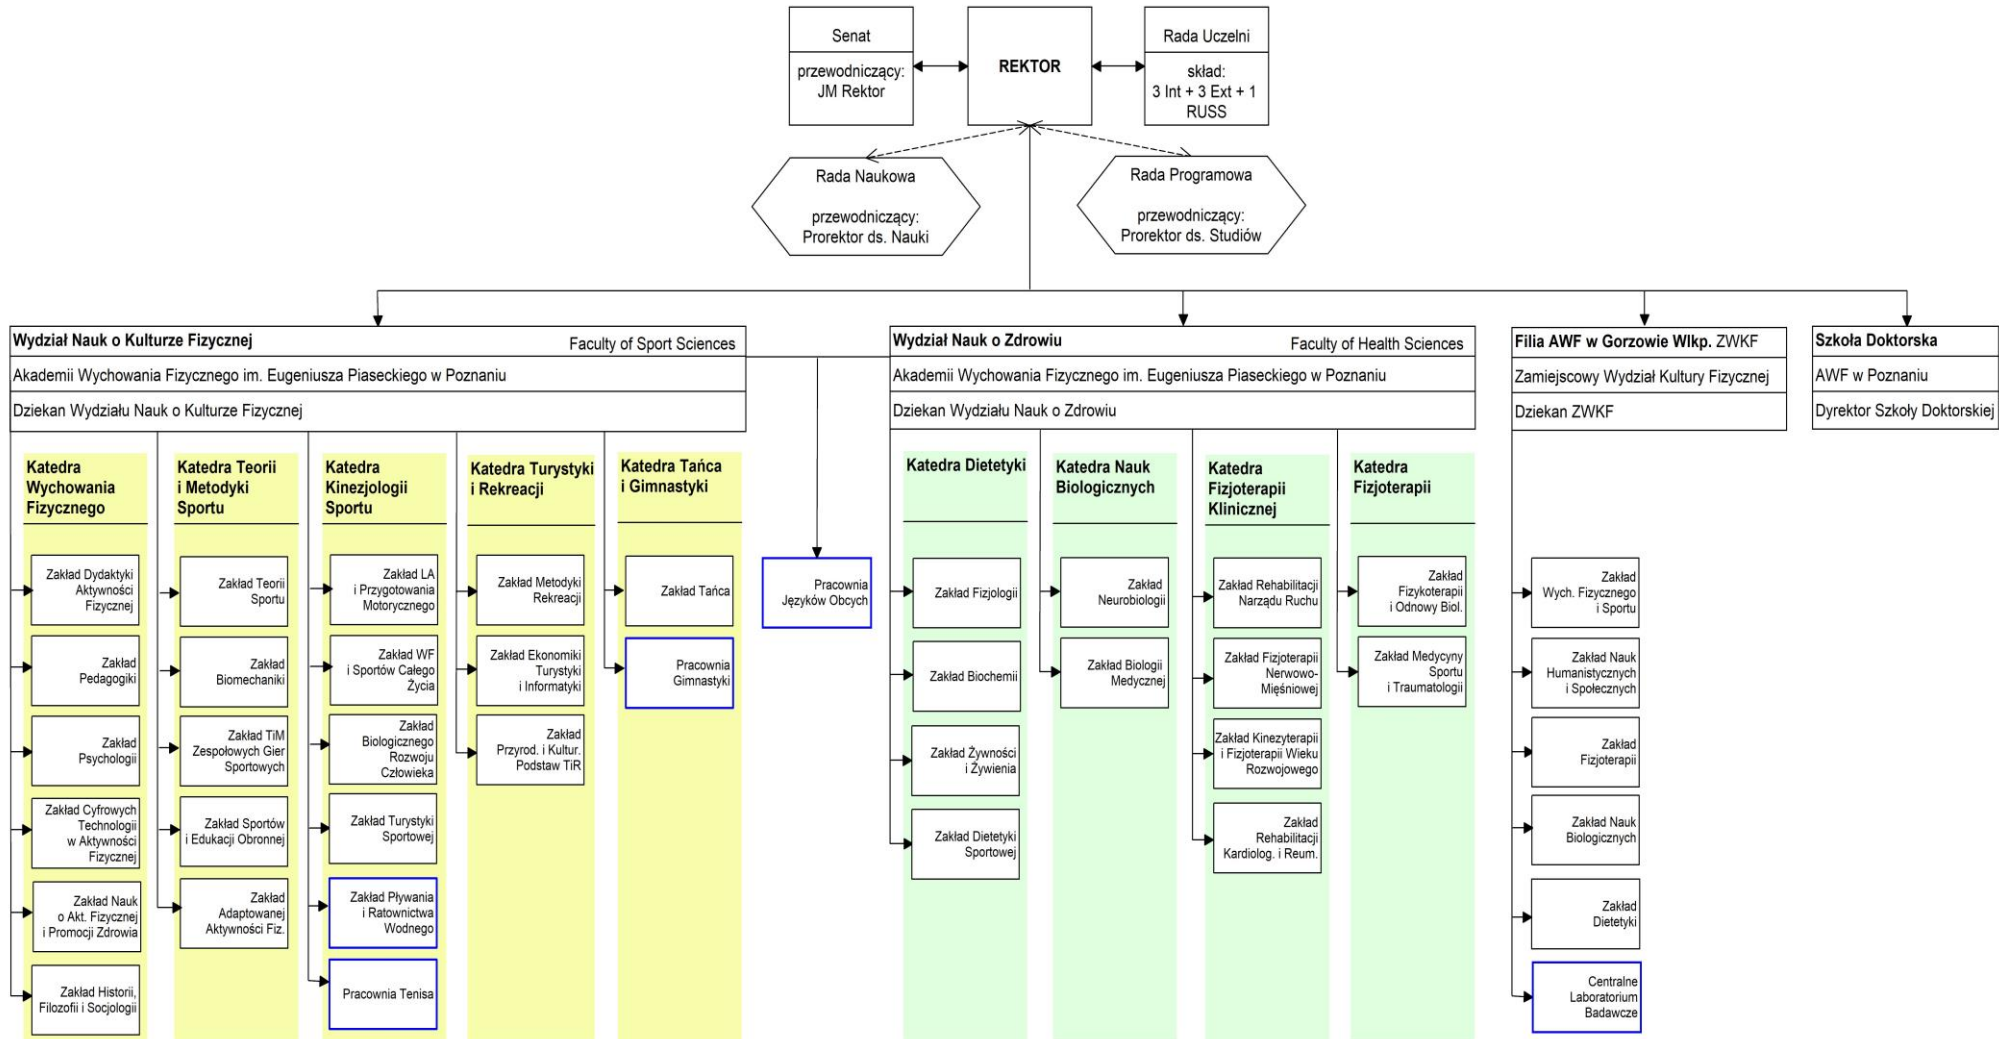 Senat
przewodniczący:
JM Rektor
REKTOR
Rada Uczelni
skład:
3 Int + 3 Ext + 1
RUSS
Rada Naukowa
przewodniczący:
Prorektor ds. Nauki
Rada Programowa
przewodniczący:
Prorektor ds. Studiów
Wydział Nauk o Kulturze Fizycznej Faculty of Sport Sciences
Akademii Wychowania Fizycznego im. Eugeniusza Piaseckiego w Poznaniu
Dziekan Wydziału Nauk o Kulturze Fizycznej
Katedra
Wychowania
Fizycznego
Zakład Dydaktyki
Aktywności
Fizycznej
Zakład
Pedagogiki
Zakład
Psychologii
Zakład Cyfrowych
Technologii
w Aktywności
Fizycznej
Zakład Nauk
o Akt. Fizycznej
i Promocji Zdrowia
Zakład Historii,
Filozofii i Socjologii
Katedra Teorii
i Metodyki
Sportu
Zakład Teorii
Sportu
Zakład
Biomechaniki
Zakład TiM
Zespołowych Gier
Sportowych
Zakład Sportów
i Edukacji Obronnej
Zakład
Adaptowanej
Aktywności Fiz.
Katedra
Kinezjologii
Sportu
Zakład LA
i Przygotowania
Motorycznego
Zakład WF
i Sportów Całego
Życia
Zakład
Biologicznego
Rozwoju
Człowieka
Zakład Turystyki
Sportowej
Zakład Pływania
i Ratownictwa
Wodnego
Pracownia Tenisa
Katedra Turystyki
i Rekreacji
Zakład Metodyki
Rekreacji
Zakład Ekonomiki
Turystyki
i Informatyki
Zakład
Przyrod. i Kultur.
Podstaw TiR
Katedra Tańca
i Gimnastyki
Zakład Tańca
Pracownia
Gimnastyki
Pracownia
Języków Obcych
Wydział Nauk o Zdrowiu Faculty of Health Sciences
Akademii Wychowania Fizycznego im. Eugeniusza Piaseckiego w Poznaniu
Dziekan Wydziału Nauk o Zdrowiu
Katedra Dietetyki
Zakład Fizjologii
Zakład Biochemii
Zakład Żywności
i Żywienia
Zakład Dietetyki
Sportowej
Katedra Nauk
Biologicznych
Zakład
Neurobiologii
Zakład Biologii
Medycznej
Katedra
Fizjoterapii
Klinicznej
Zakład Rehabilitacji
Narządu Ruchu
Zakład Fizjoterapii
Nerwowo-
Mięśniowej
Zakład Kinezyterapii
i Fizjoterapii Wieku
Rozwojowego
Zakład
Rehabilitacji
Kardiolog. i Reum.
Katedra
Fizjoterapii
Zakład
Fizykoterapii
i Odnowy Biol.
Zakład Medycyny
Sportu
i Traumatologii
Filia AWF w Gorzowie Wlkp. ZWKF
Zamiejscowy Wydział Kultury Fizycznej
Dziekan ZWKF
Zakład
Wych. Fizycznego
i Sportu
Zakład Nauk
Humanistycznych
i Społecznych
Zakład
Fizjoterapii
Zakład Nauk
Biologicznych
Zakład
Dietetyki
Centralne
Laboratorium
Badawcze
Szkoła Doktorska
AWF w Poznaniu
Dyrektor Szkoły Doktorskiej